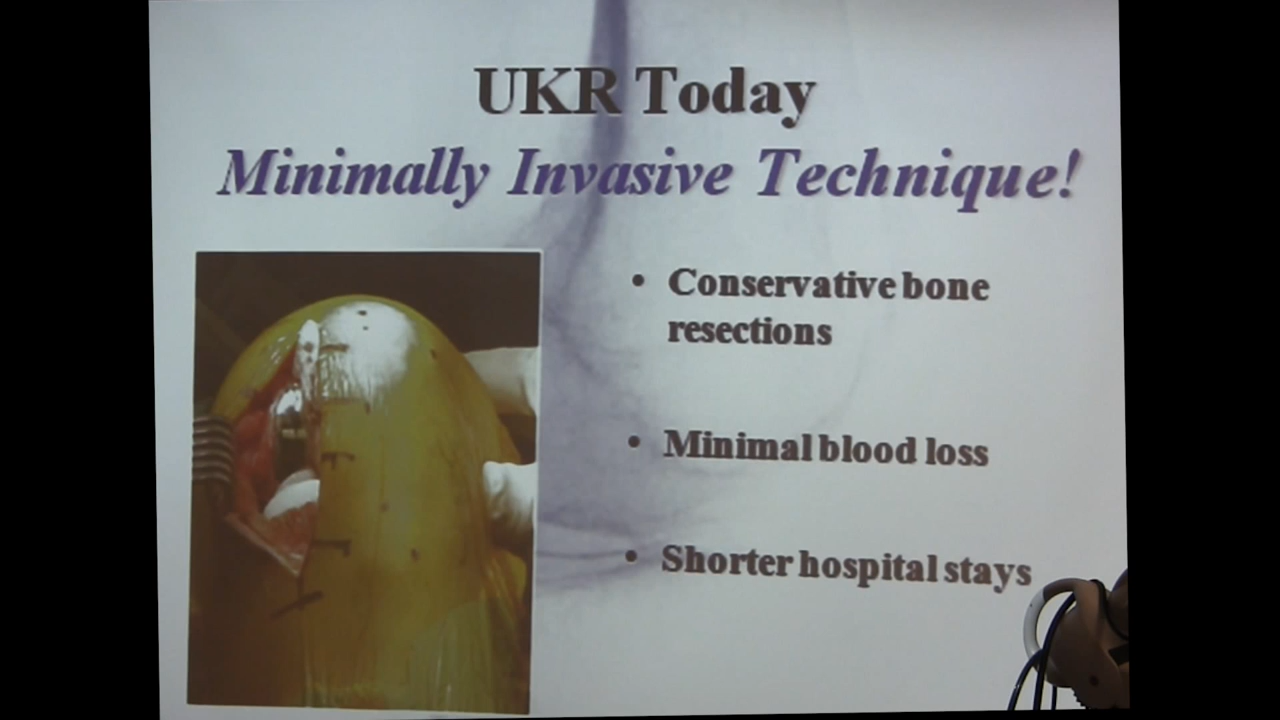 UKR Today
Minimally Invasive Technique!
• Conservative bone
resections
• Minimal blood loss
• Shorter hospital stays